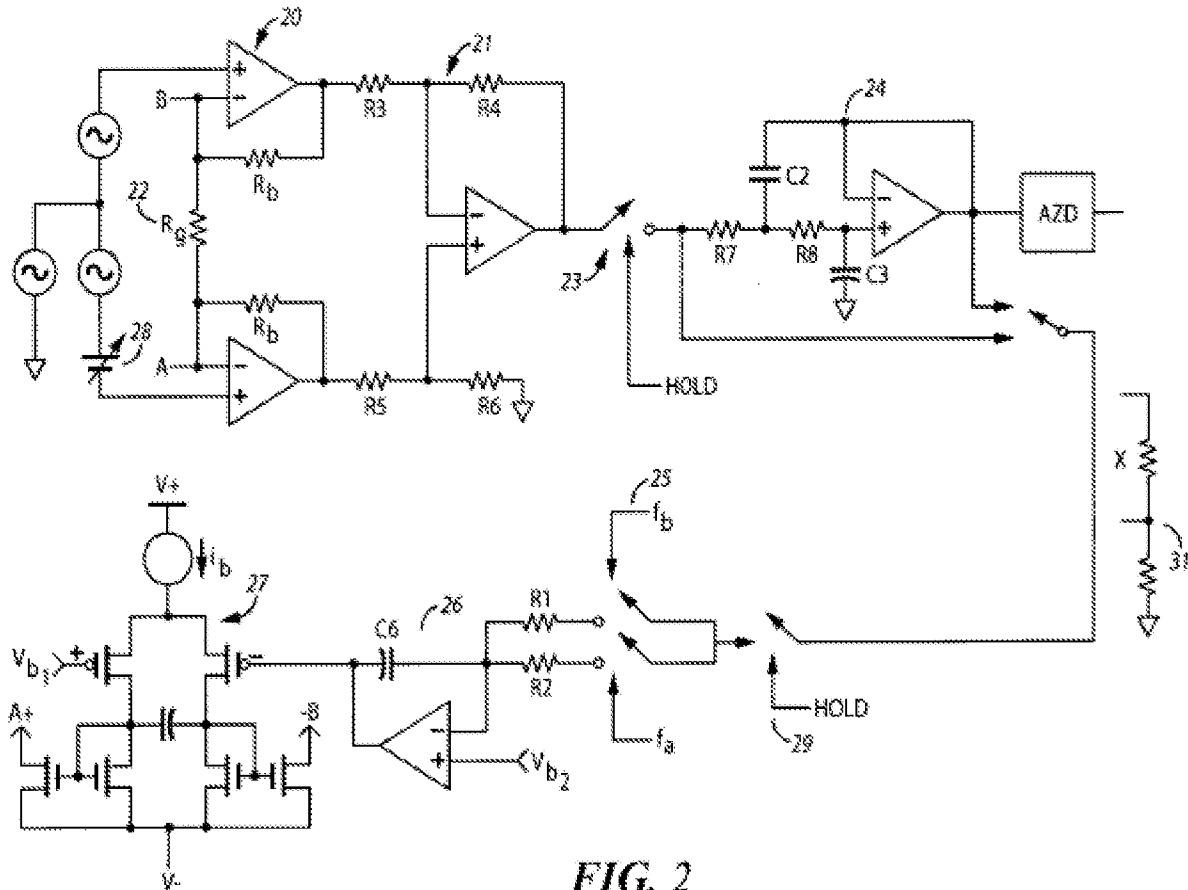 20
21
B
+
−
R3
R4
Rb
22
Rg
Rb
28
A
−
+
R5
R6
−
+
23
HOLD
24
C2
R7
R8
C3
−
+
AZD
X
31
V+
ib
27
Vb1
+
−
A+
-B
V-
26
C6
−
+
Vb2
R1
R2
25
fb
fa
HOLD
29
FIG. 2